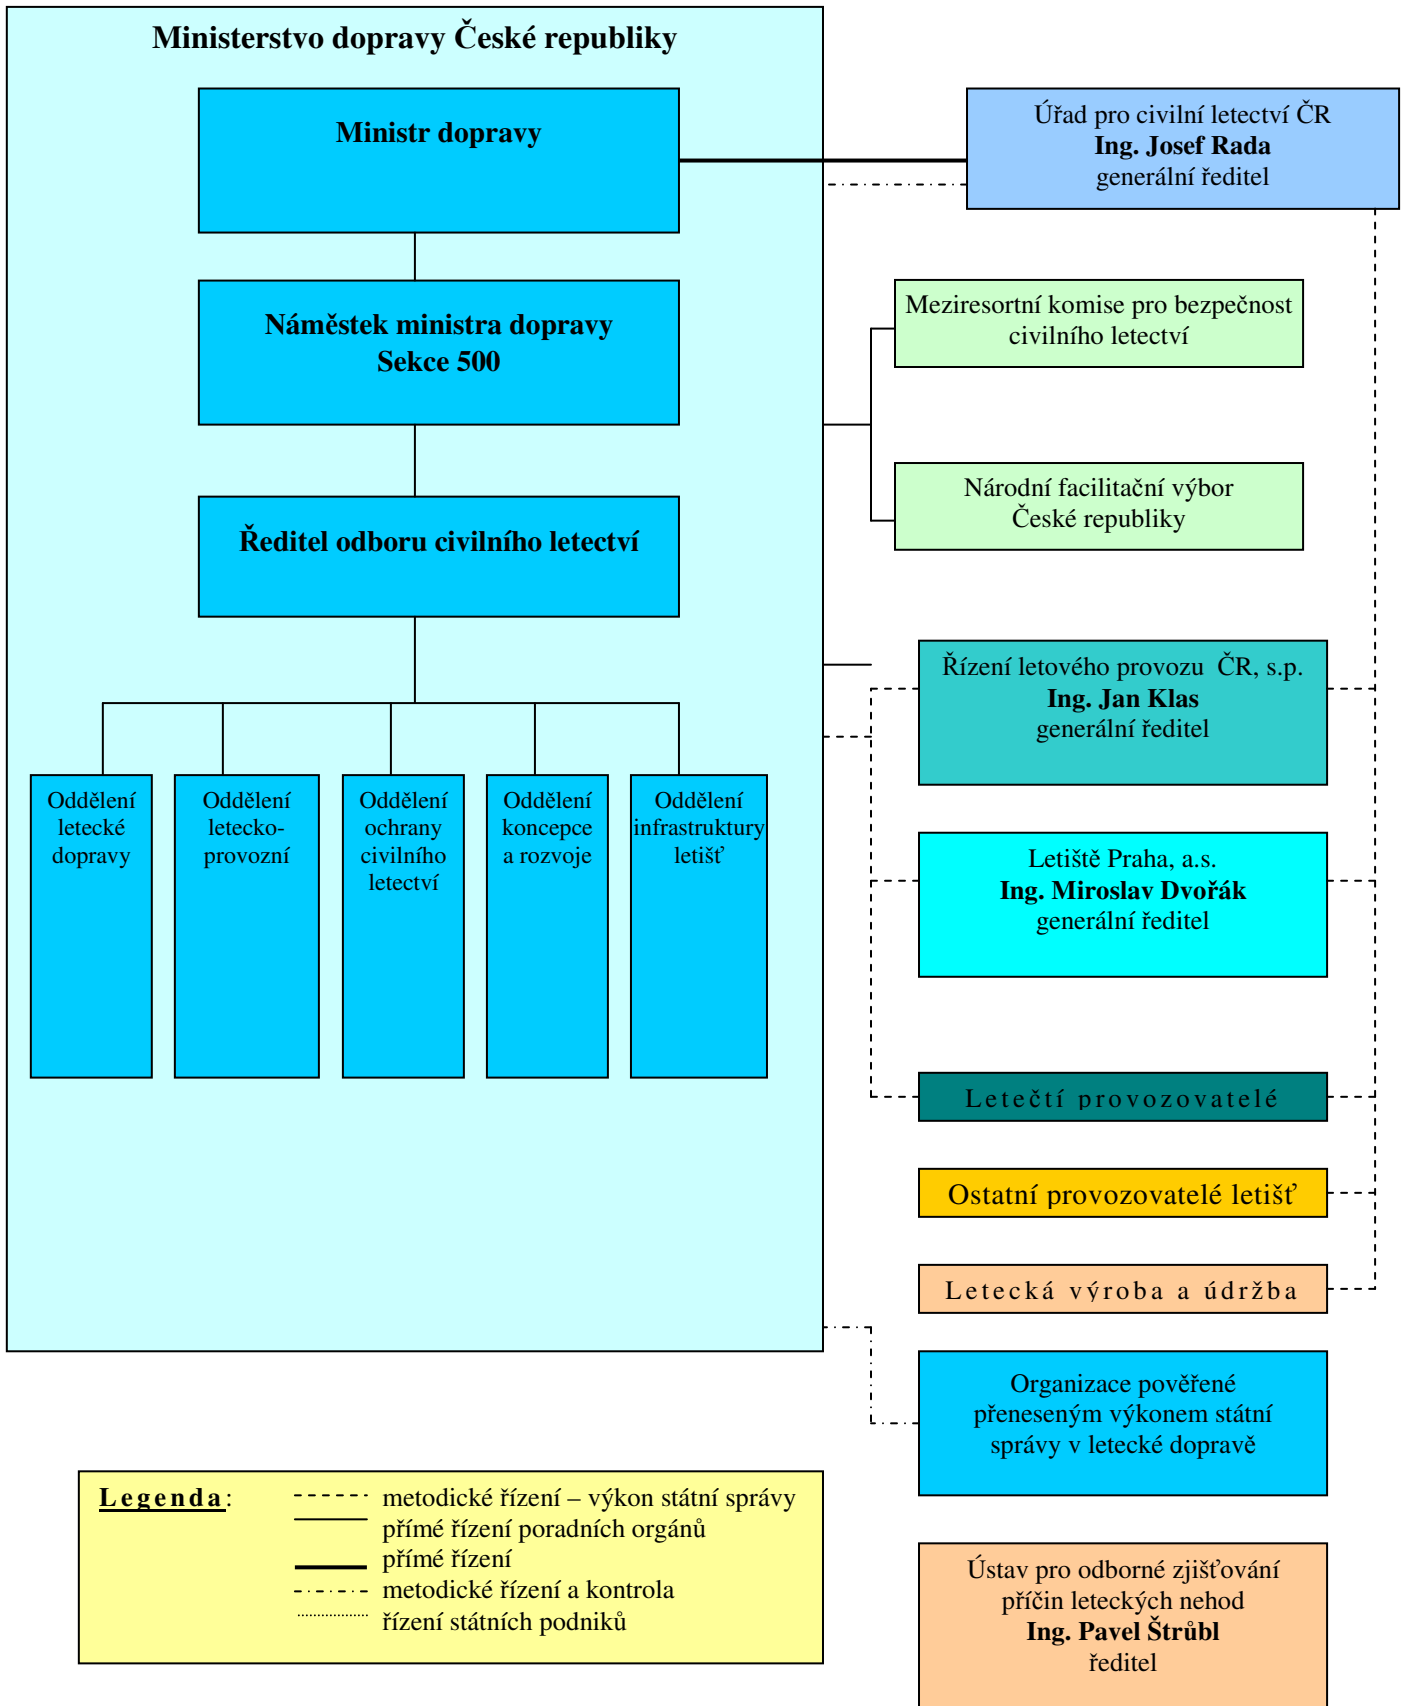 Ministerstvo dopravy České republiky
Ministr dopravy
Úřad pro civilní letectví ČR
Ing. Josef Rada
generální ředitel
Náměstek ministra dopravy
Sekce 500
Meziresortní komise pro bezpečnost
civilního letectví
Národní facilitační výbor
České republiky
Ředitel odboru civilního letectví
Řízení letového provozu ČR, s.p.
Ing. Jan Klas
generální ředitel
Oddělení
letecké
dopravy
Oddělení
letecko-
provozní
Oddělení
ochrany
civilního
letectví
Oddělení
koncepce
a rozvoje
Oddělení
infrastruktury
letišť
Letiště Praha, a.s.
Ing. Miroslav Dvořák
generální ředitel
Letečtí provozovatelé
Ostatní provozovatelé letišť
Letecká výroba a údržba
Organizace pověřené
přeneseným výkonem státní
správy v letecké dopravě
Legenda:
metodické řízení – výkon státní správy
přímé řízení poradních orgánů
přímé řízení
metodické řízení a kontrola
řízení státních podniků
Ústav pro odborné zjišťování
příčin leteckých nehod
Ing. Pavel Štrůbl
ředitel